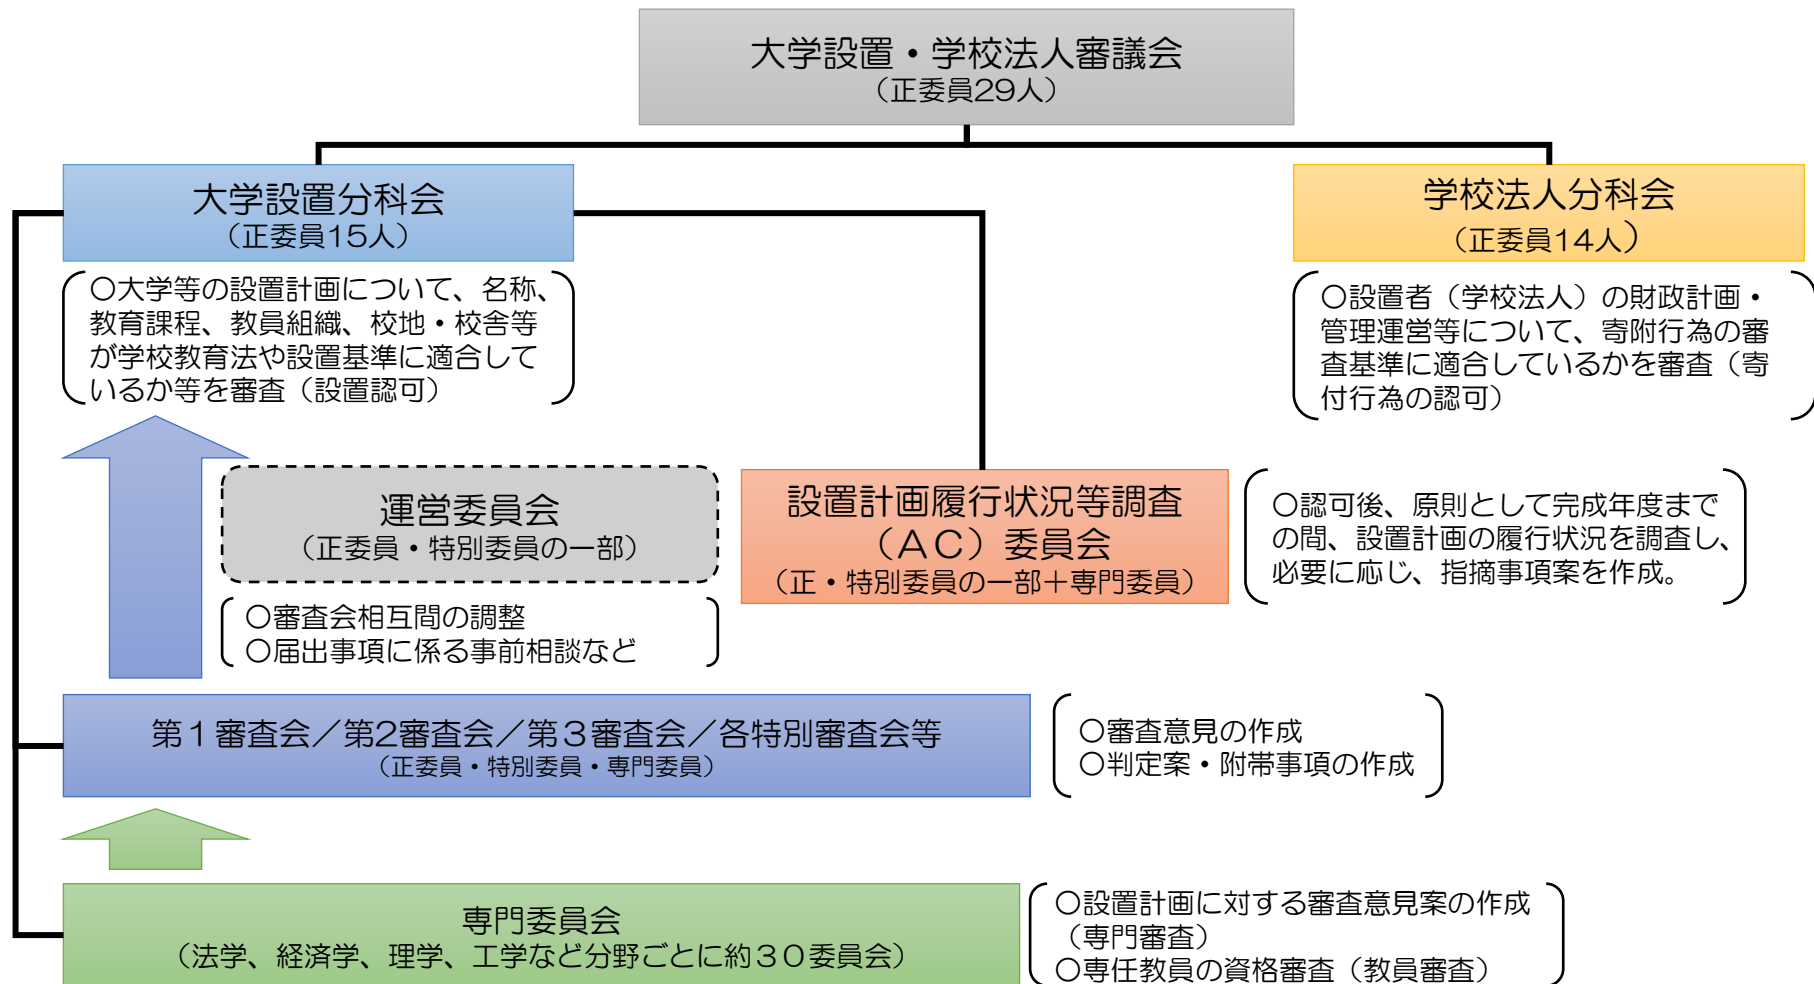 大学設置・学校法人審議会
（正委員29人）
大学設置分科会
（正委員15人）
○大学等の設置計画について、名称、
教育課程、教員組織、校地・校舎等
が学校教育法や設置基準に適合して
いるか等を審査（設置認可）
学校法人分科会
（正委員14人）
○設置者（学校法人）の財政計画・
管理運営等について、寄附行為の審
査基準に適合しているかを審査（寄
付行為の認可）
運営委員会
（正委員・特別委員の一部）
○審査会相互間の調整
○届出事項に係る事前相談など
設置計画履行状況等調査
（ＡＣ）委員会
（正・特別委員の一部＋専門委員）
○認可後、原則として完成年度まで
の間、設置計画の履行状況を調査し、
必要に応じ、指摘事項案を作成。
第１審査会／第2審査会／第３審査会／各特別審査会等
（正委員・特別委員・専門委員）
○審査意見の作成
○判定案・附帯事項の作成
専門委員会
（法学、経済学、理学、工学など分野ごとに約３０委員会）
○設置計画に対する審査意見案の作成
（専門審査）
○専任教員の資格審査（教員審査）